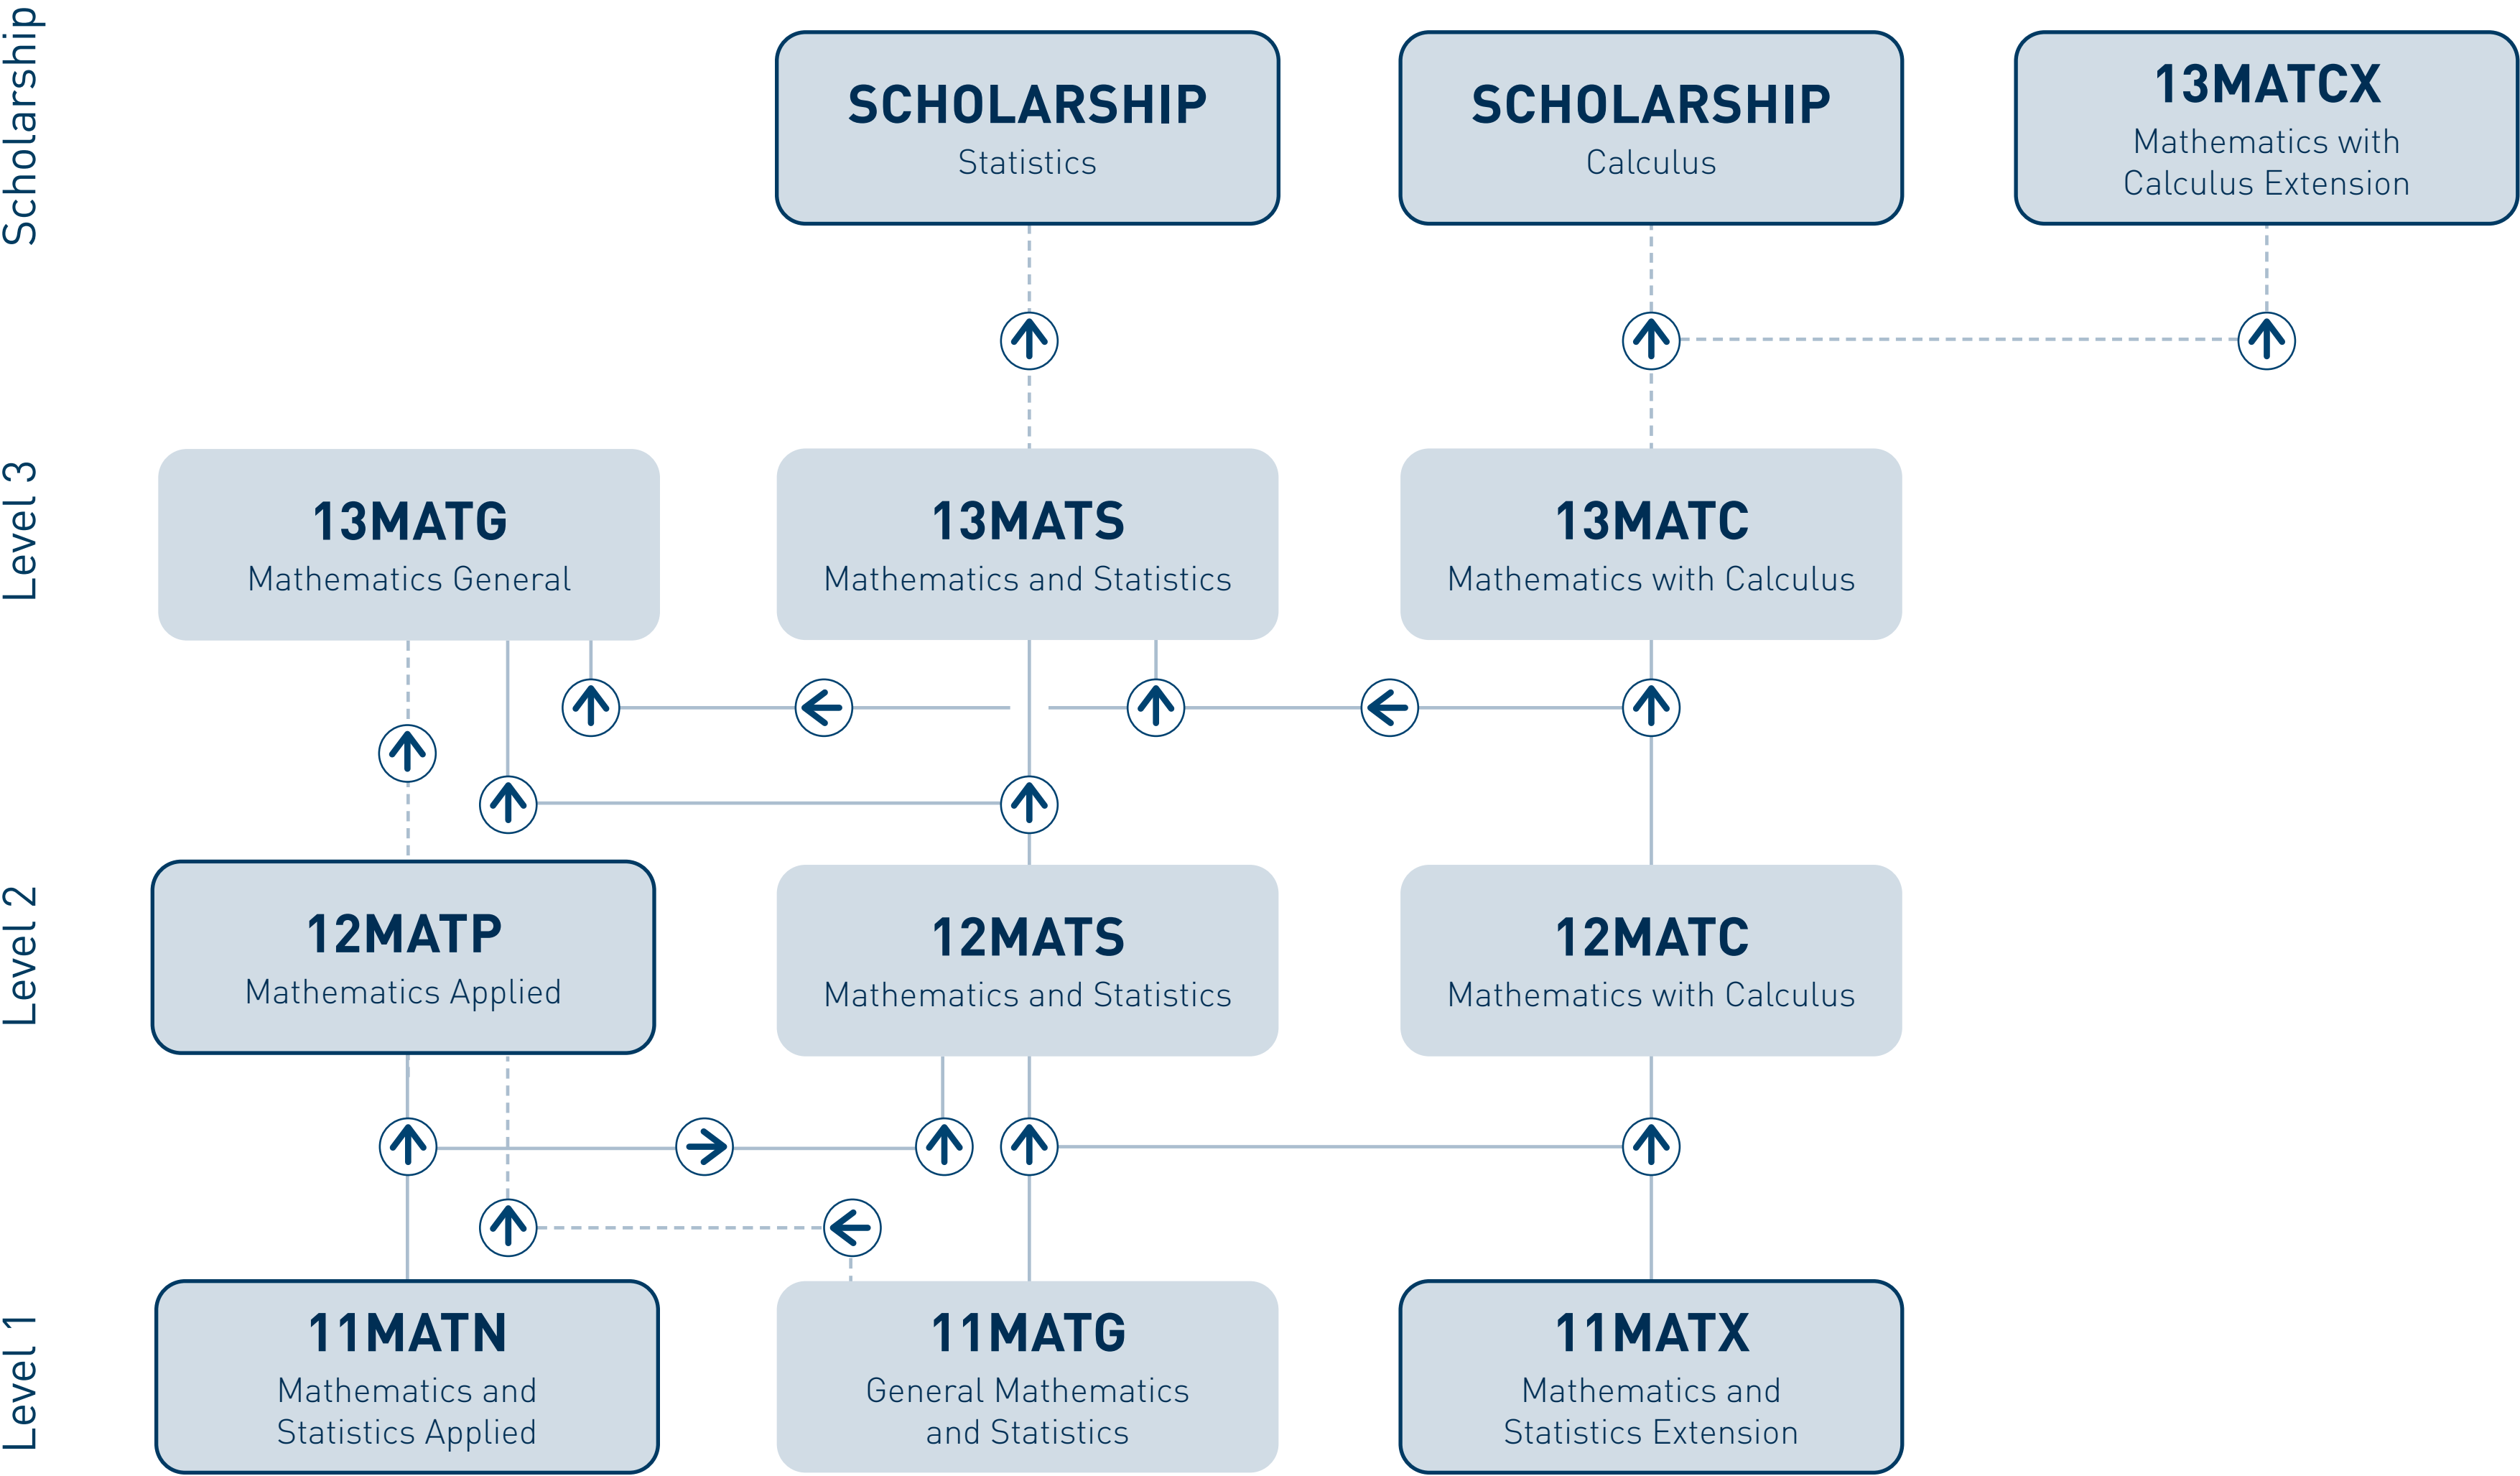 Scholarship
SCHOLARSHIP
Statistics
SCHOLARSHIP
Calculus
13MATCX
Mathematics with
Calculus Extension
Level 3
13MATG
Mathematics General
13MATS
Mathematics and Statistics
13MATC
Mathematics with Calculus
Level 2
12MATP
Mathematics Applied
12MATS
Mathematics and Statistics
12MATC
Mathematics with Calculus
Level 1
11MATN
Mathematics and
Statistics Applied
11MATG
General Mathematics
and Statistics
11MATX
Mathematics and
Statistics Extension